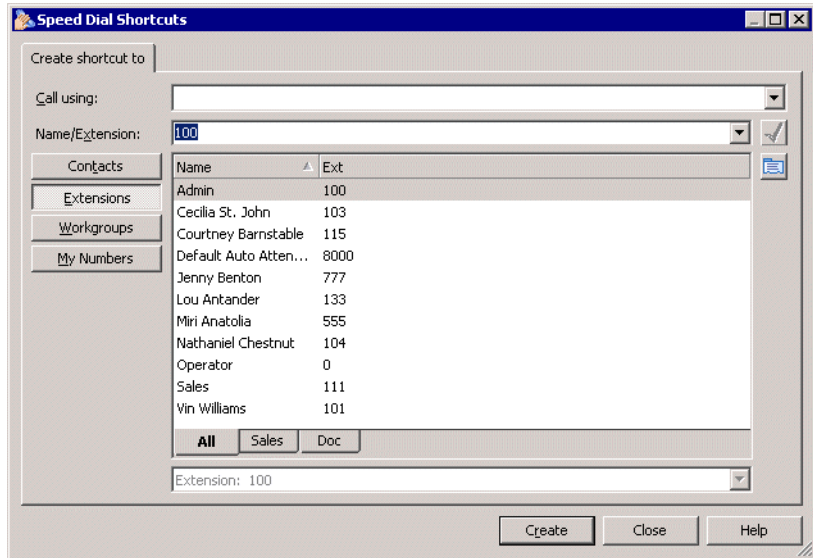 Speed Dial Shortcuts
Create shortcut to
Call using:
Name/Extension: 100
Contacts
Extensions
Workgroups
My Numbers
Name Ext
Admin 100
Cecilia St. John 103
Courtney Barnstable 115
Default Auto Atten... 8000
Jenny Benton 777
Lou Antander 133
Miri Anatolia 555
Nathaniel Chestnut 104
Operator 0
Sales 111
Vin Williams 101
All Sales Doc
Extension: 100
Create Close Help